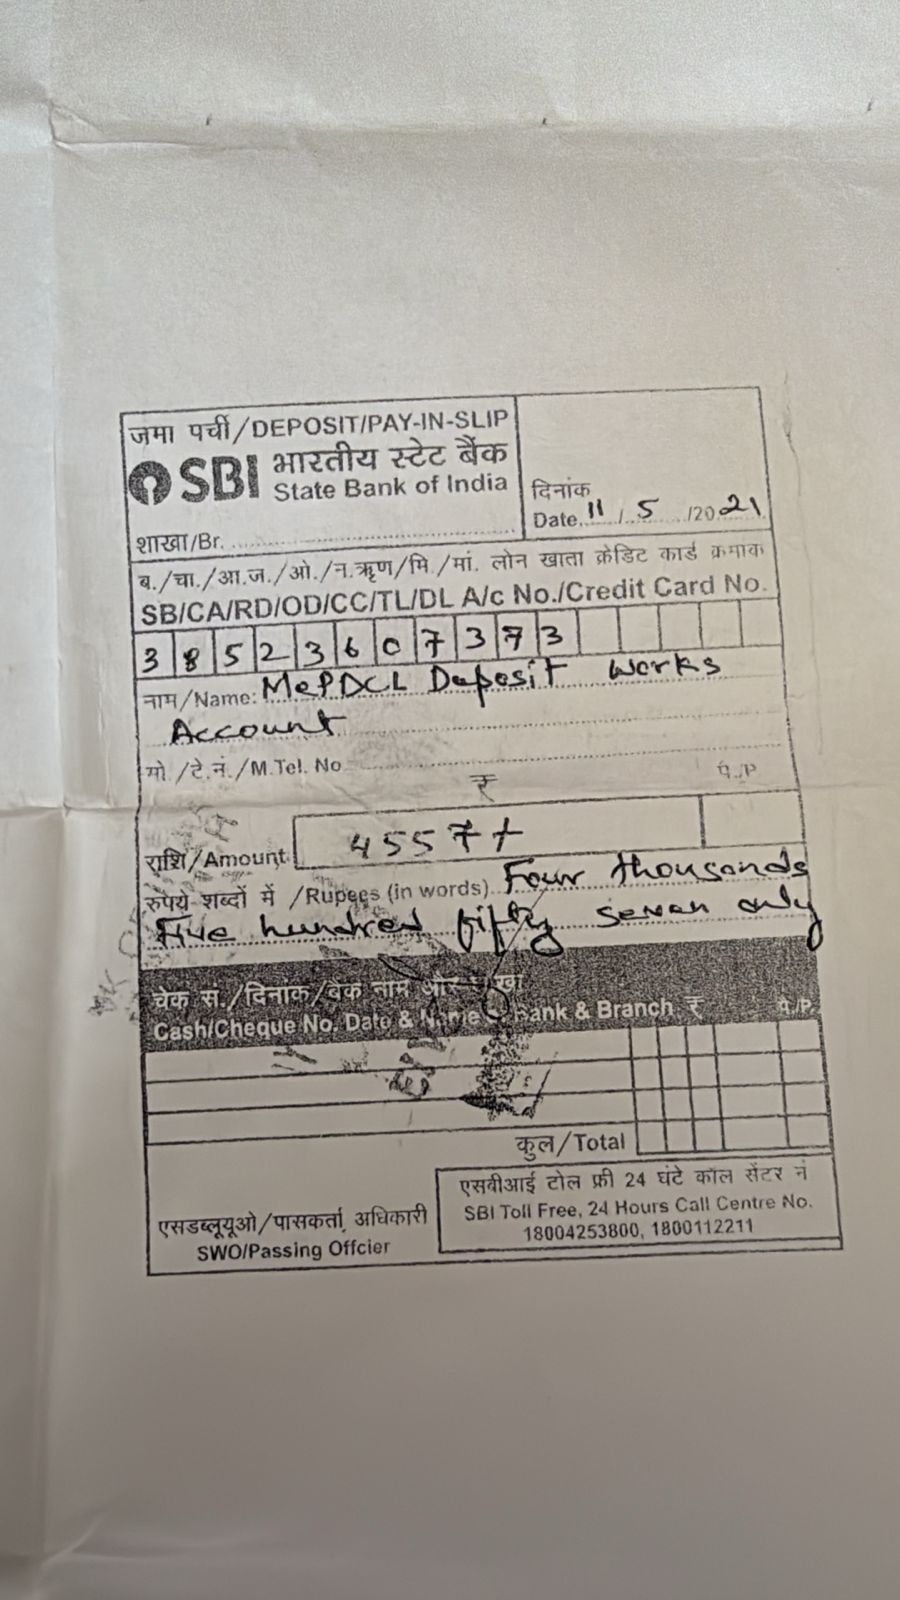 जमा पर्ची/DEPOSIT/PAY-IN-SLIP
SBI भारतीय स्टेट बैंक
State Bank of India
दिनांक
Date 11/5/2021
शाखा/Br.
ब./चा./आ.ज./ओ./न.ऋण/मि./मां. लोन खाता क्रेडिट कार्ड क्रमांक
SB/CA/RD/OD/CC/TL/DL A/c No./Credit Card No.
38523607373
नाम/Name: MePDCL Deposit Works
Account
मो./टे.नं./M.Tel. No.
₹ पै./P
राशि/Amount 4557+
रुपये शब्दों में /Rupees (in words) Four thousands
Five hundred fifty seven only
चेक सं./दिनांक/बैंक नाम और
Cash/Cheque No. Date & Name Bank & Branch ₹ पै./P.
कुल/Total
एसडब्लूयूओ/पासकर्ता अधिकारी
SWO/Passing Offcier
एसबीआई टोल फ्री 24 घंटे कॉल सेंटर नं
SBI Toll Free, 24 Hours Call Centre No.
18004253800, 1800112211